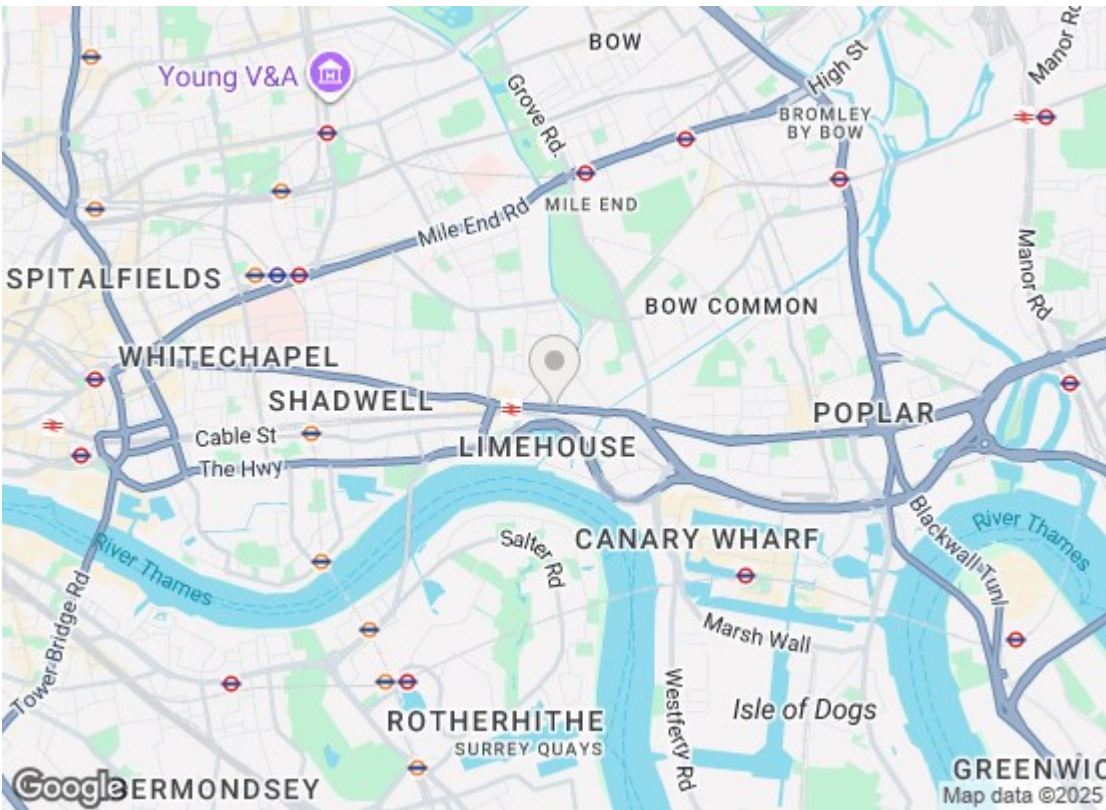 BOW
Manor Rd
High St
Young V&A
Grove Rd.
BROMLEY
BY BOW
MILE END
Mile End Rd
Manor Rd
SPITALFIELDS
BOW COMMON
WHITECHAPEL
SHADWELL
POPLAR
Cable St
LIMEHOUSE
The Hwy
River Thames
Salter Rd
CANARY WHARF
Blackwall Tunl
River Thames
Tower Bridge Rd
Marsh Wall
Westferry Rd
Isle of Dogs
ROTHERHITHE
SURREY QUAYS
GREENWIC
Google
BERMONDSEY
Map data ©2025